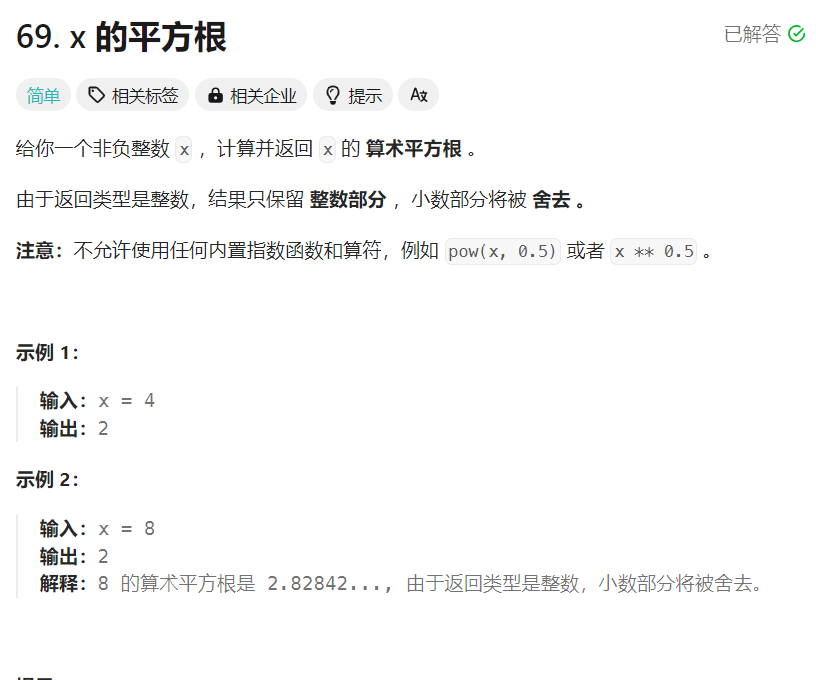 69. x 的平方根
已解答
简单 相关标签 相关企业 提示
给你一个非负整数 x ，计算并返回 x 的 算术平方根 。
由于返回类型是整数，结果只保留 整数部分 ，小数部分将被 舍去 。
注意：不允许使用任何内置指数函数和算符，例如 pow(x, 0.5) 或者 x ** 0.5 。
示例 1：
输入：x = 4
输出：2
示例 2：
输入：x = 8
输出：2
解释：8 的算术平方根是 2.82842..., 由于返回类型是整数，小数部分将被舍去。